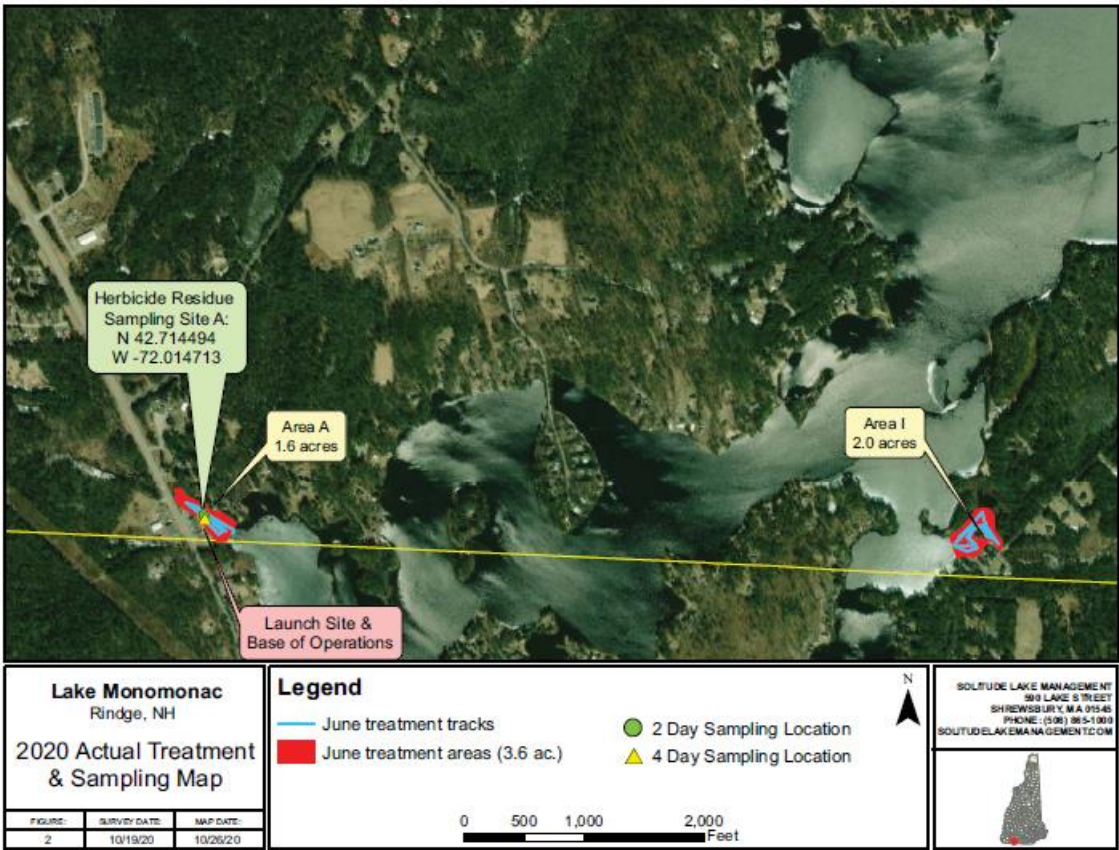 Herbicide Residue
Sampling Site A:
N 42.714494
W -72.014713
Area A
1.6 acres
Area I
2.0 acres
Launch Site &
Base of Operations
Lake Monomonac
Rindge, NH
2020 Actual Treatment
& Sampling Map
FIGURE: SURVEY DATE: MAP DATE:
2 10/19/20 10/26/20
Legend
June treatment tracks
June treatment areas (3.6 ac.)
2 Day Sampling Location
4 Day Sampling Location
0 500 1,000 2,000
Feet
N
SOLITUDE LAKE MANAGEMENT
590 LAKE STREET
SHREWSBURY, MA 01545
PHONE: (508) 865-1000
SOLITUDELAKEMANAGEMENT.COM